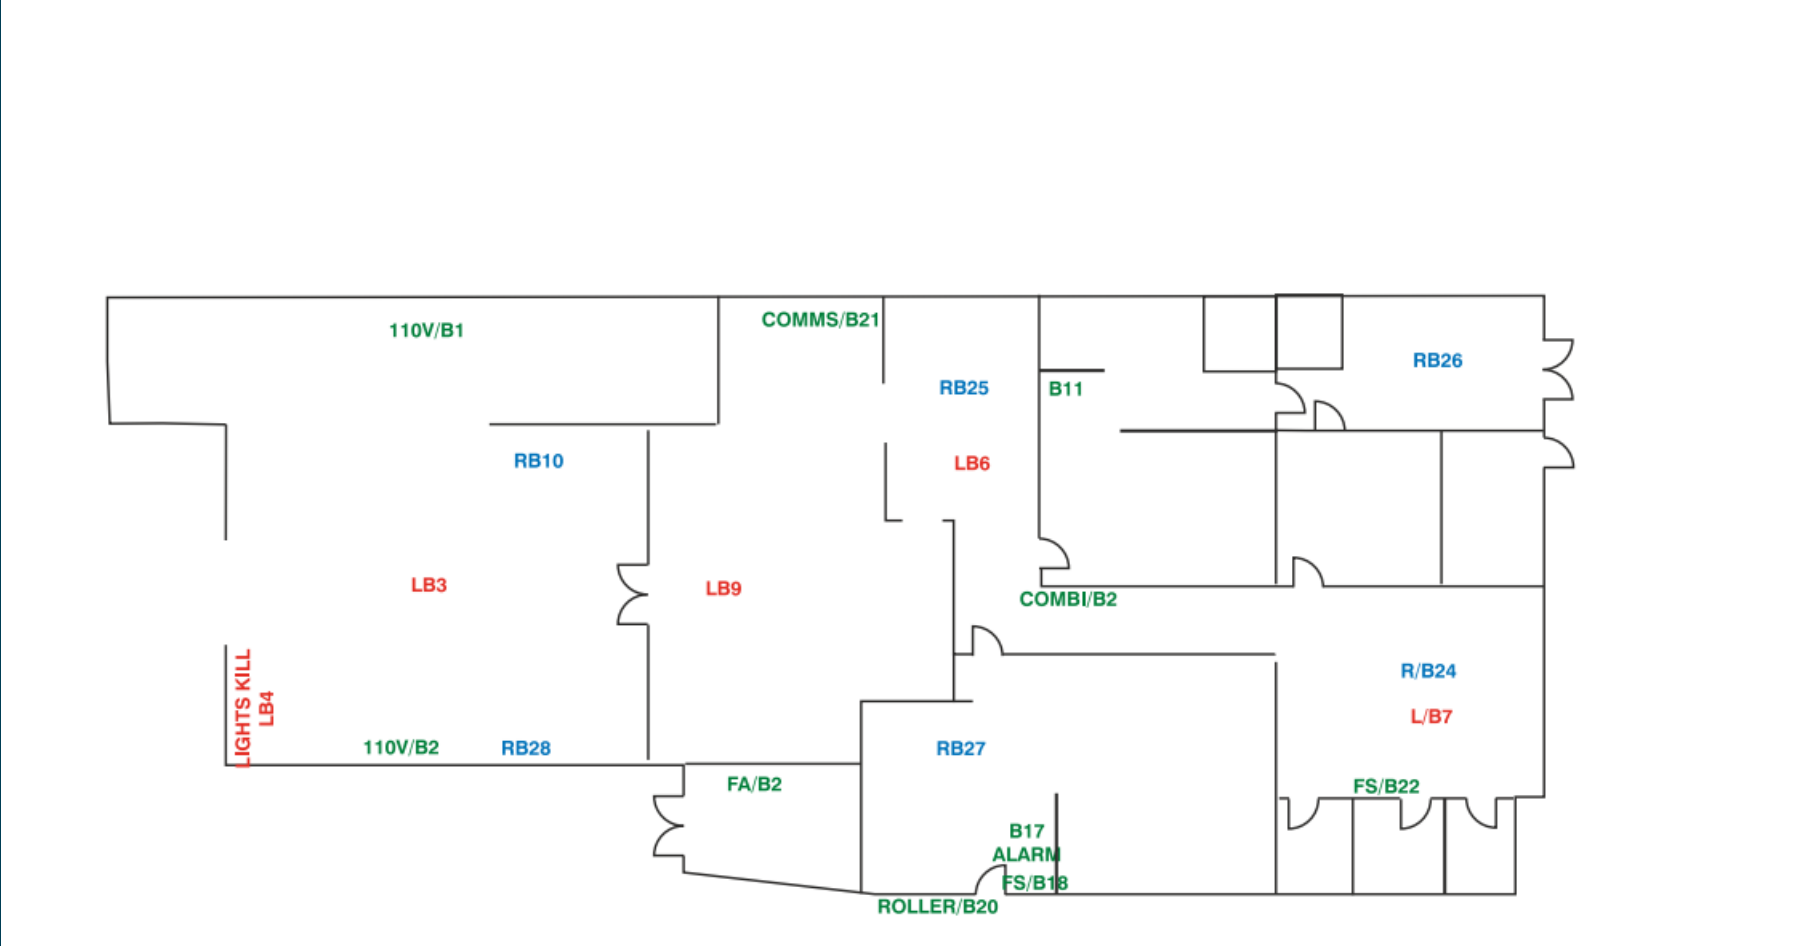 COMMS/B21
110V/B1
RB26
RB25
B11
RB10
LB6
LB3
LB9
COMBI/B2
R/B24
LIGHTS KILL
LB4
L/B7
110V/B2
RB28
RB27
FA/B2
FS/B22
B17
ALARM
FS/B18
ROLLER/B20